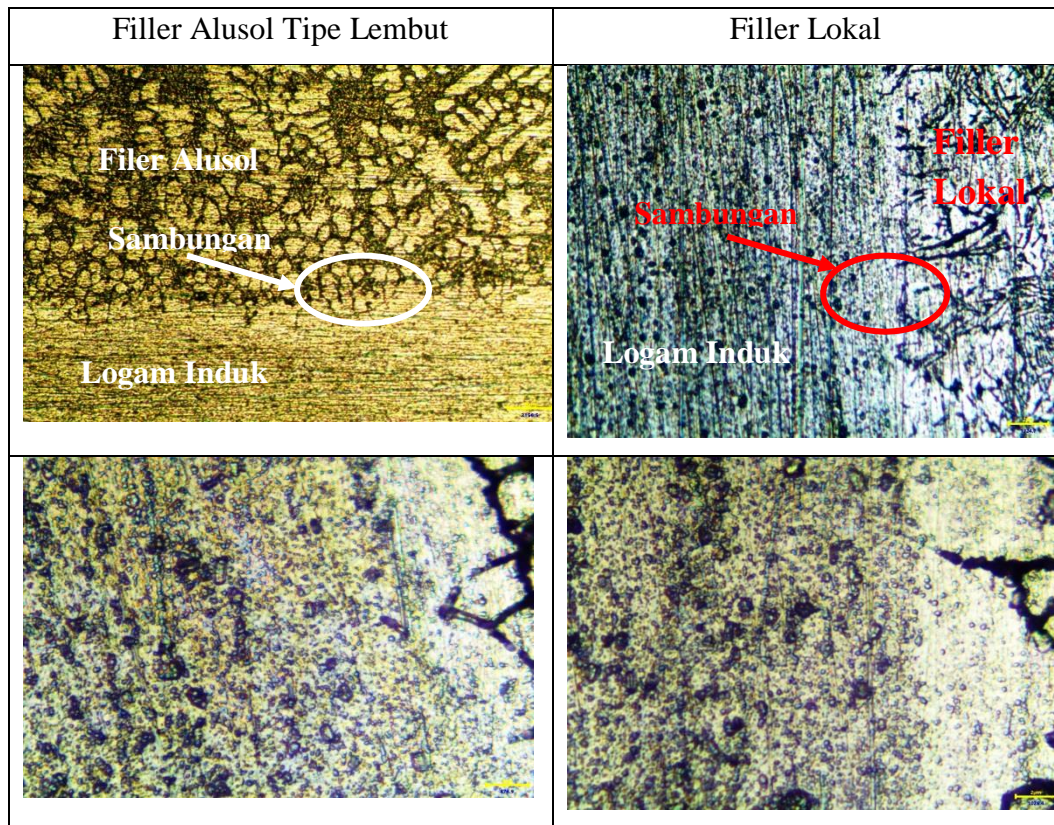 Filler Alusol Tipe Lembut
Filler Lokal
Filer Alusol
Sambungan
Logam Induk
Filler
Lokal
Sambungan
Logam Induk